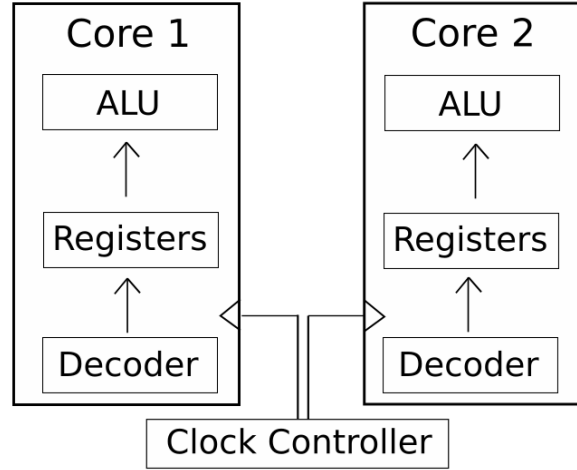 Core 1
ALU
Registers
Decoder
Core 2
ALU
Registers
Decoder
Clock Controller